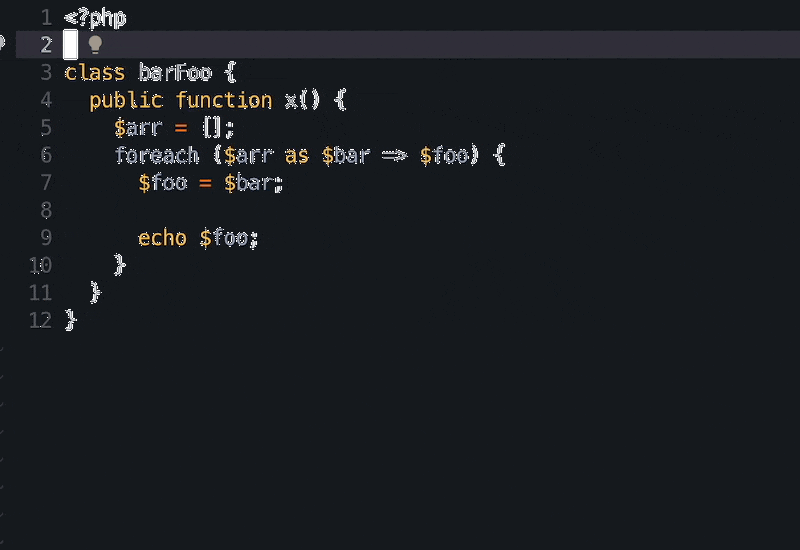 1 <?php
2
3 class barFoo {
4   public function x() {
5     $arr = [];
6     foreach ($arr as $bar => $foo) {
7       $foo = $bar;
8
9       echo $foo;
10     }
11   }
12 }